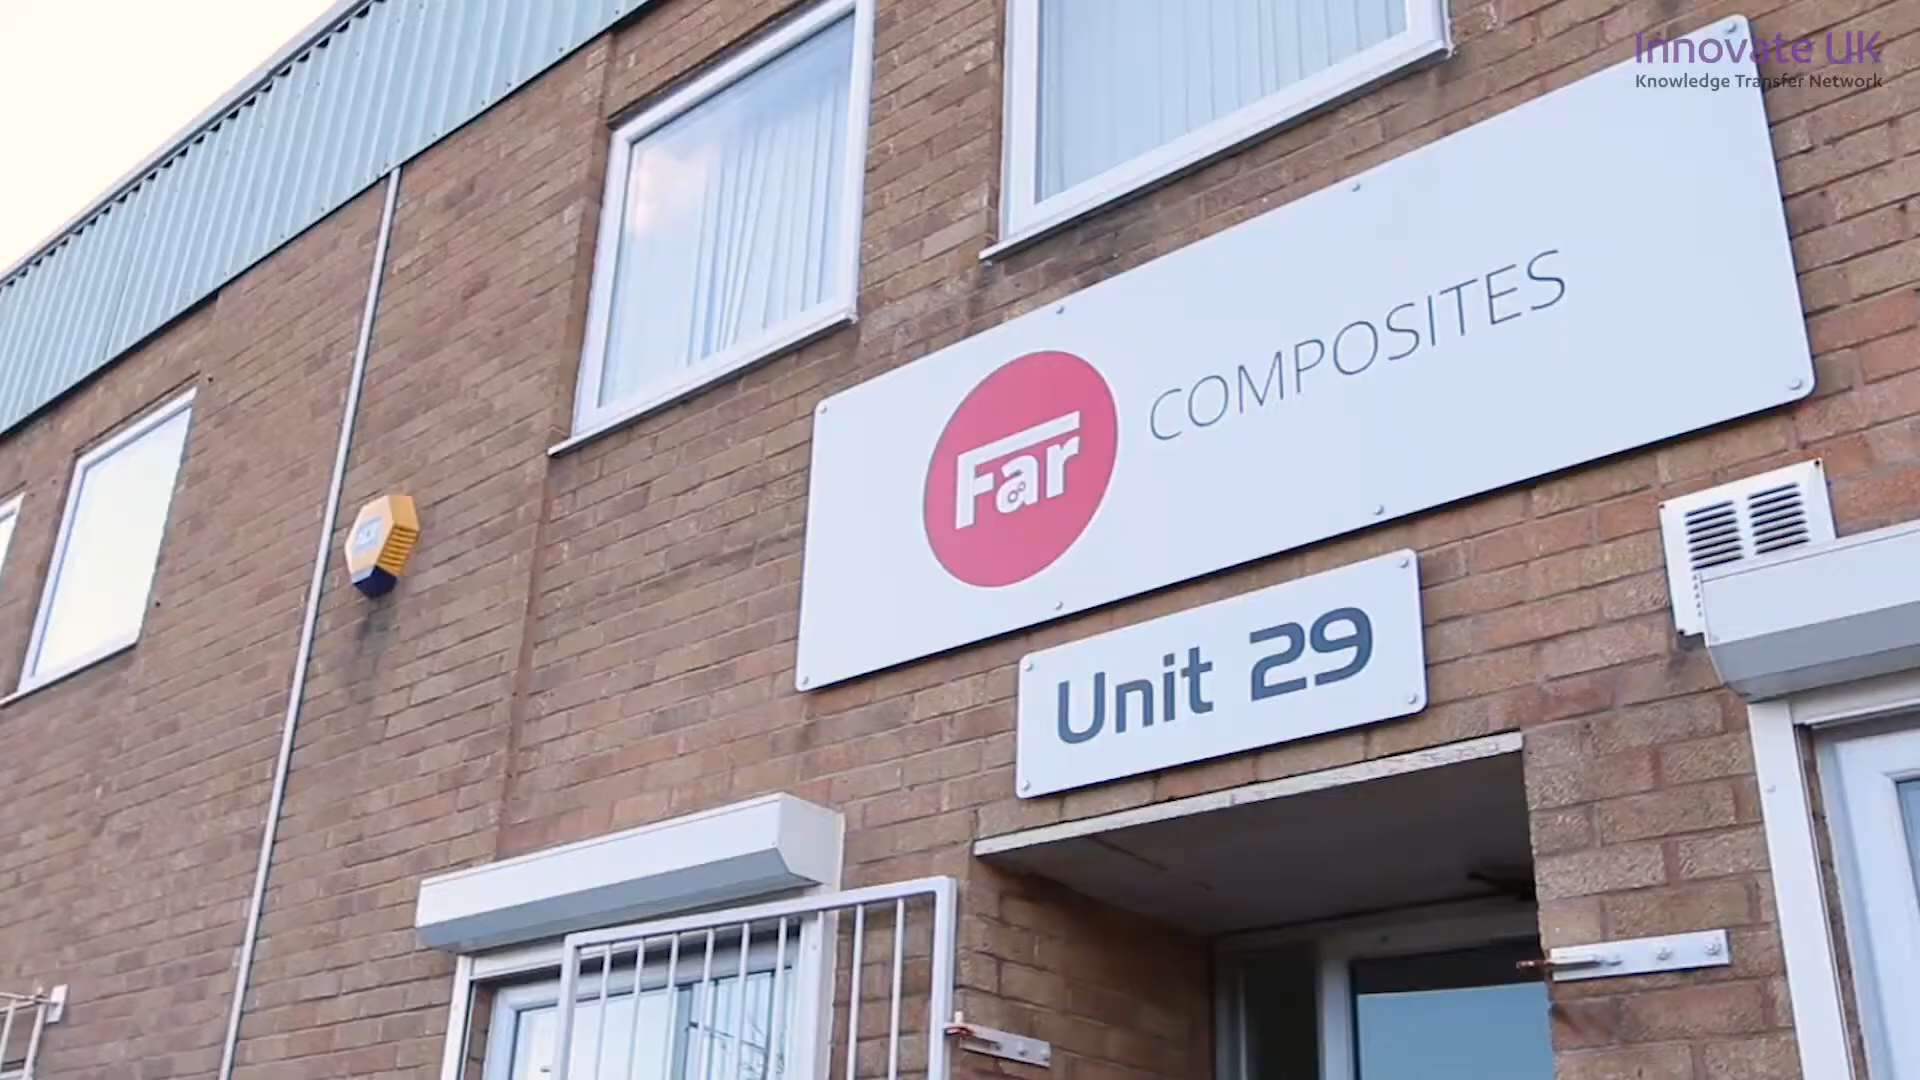 Innovate UK
Knowledge Transfer Network
Far COMPOSITES
Unit 29